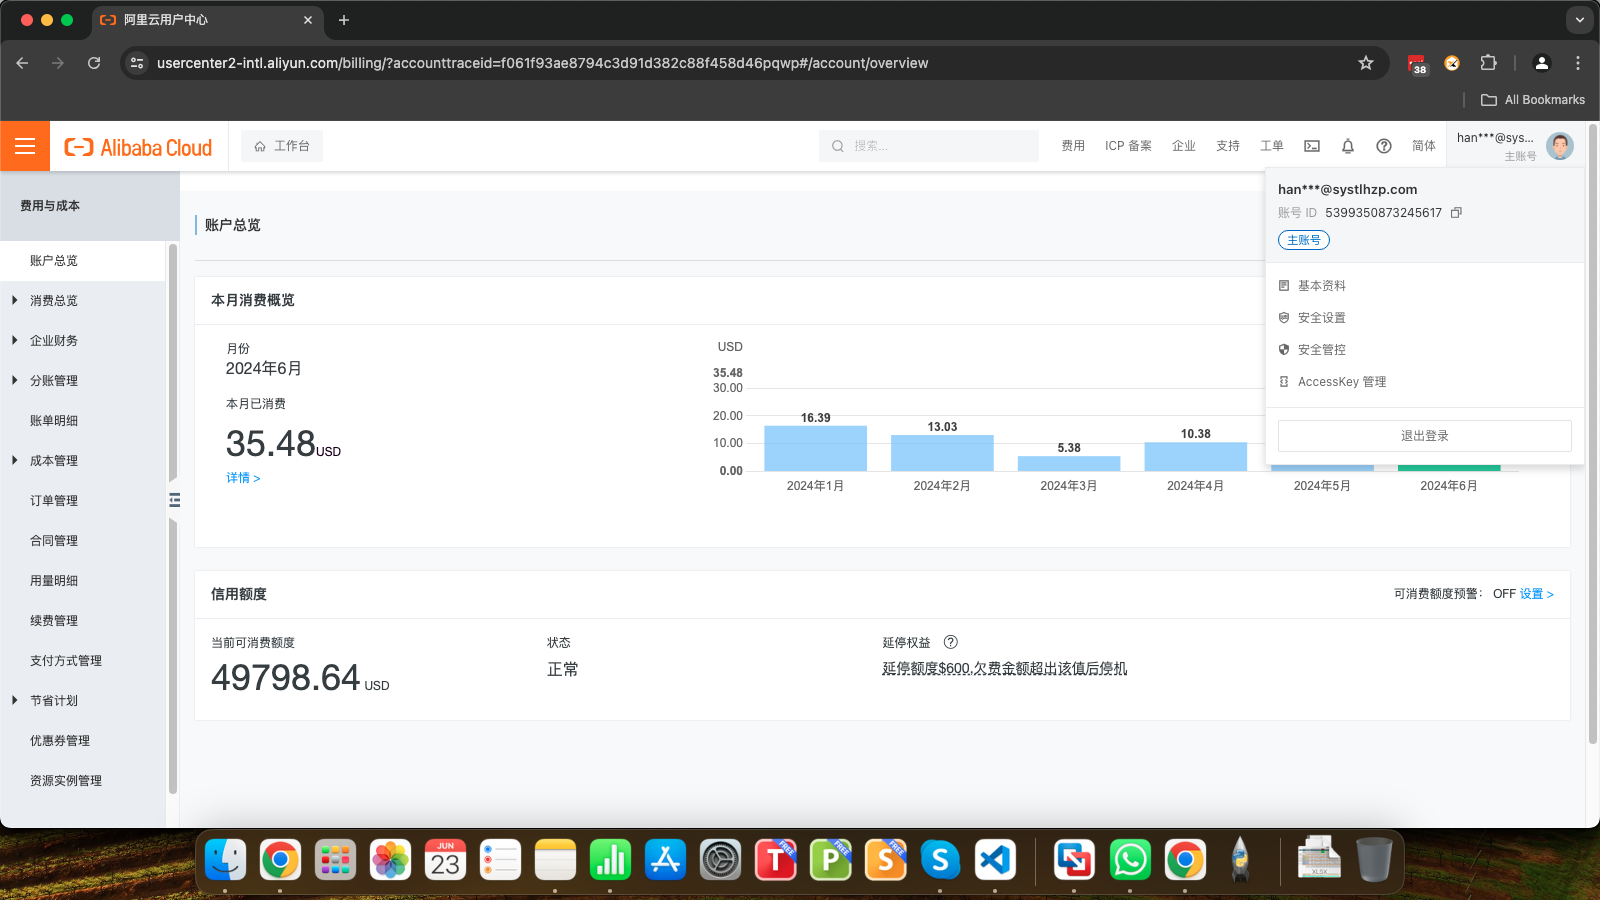 阿里云用户中心
usercenter2-intl.aliyun.com/billing/?accounttraceid=f061f93ae8794c3d91d382c88f458d46pqwp#/account/overview
38
All Bookmarks
Alibaba Cloud
工作台
搜索...
费用
ICP 备案
企业
支持
工单
简体
han***@sys...
主账号
han***@systlhzp.com
账号 ID 5399350873245617
主账号
基本资料
安全设置
安全管控
AccessKey 管理
退出登录
费用与成本
账户总览
消费总览
企业财务
分账管理
账单明细
成本管理
订单管理
合同管理
用量明细
续费管理
支付方式管理
节省计划
优惠券管理
资源实例管理
账户总览
本月消费概览
月份
2024年6月
本月已消费
35.48USD
详情 >
USD
35.48
30.00
20.00
10.00
0.00
16.39
13.03
5.38
10.38
2024年1月
2024年2月
2024年3月
2024年4月
2024年5月
2024年6月
信用额度
可消费额度预警： OFF 设置 >
当前可消费额度
49798.64 USD
状态
正常
延停权益
延停额度$600,欠费金额超出该值后停机
JUN
23
T FREE
P FREE
S FREE
S
XLSX